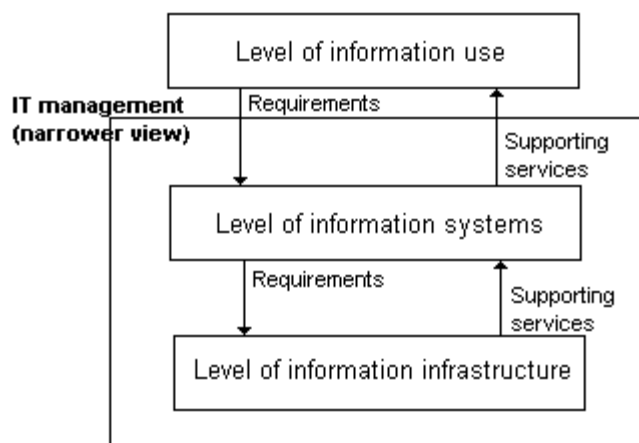 Level of information use
IT management
(narrower view)
Requirements
Supporting
services
Level of information systems
Requirements
Supporting
services
Level of information infrastructure